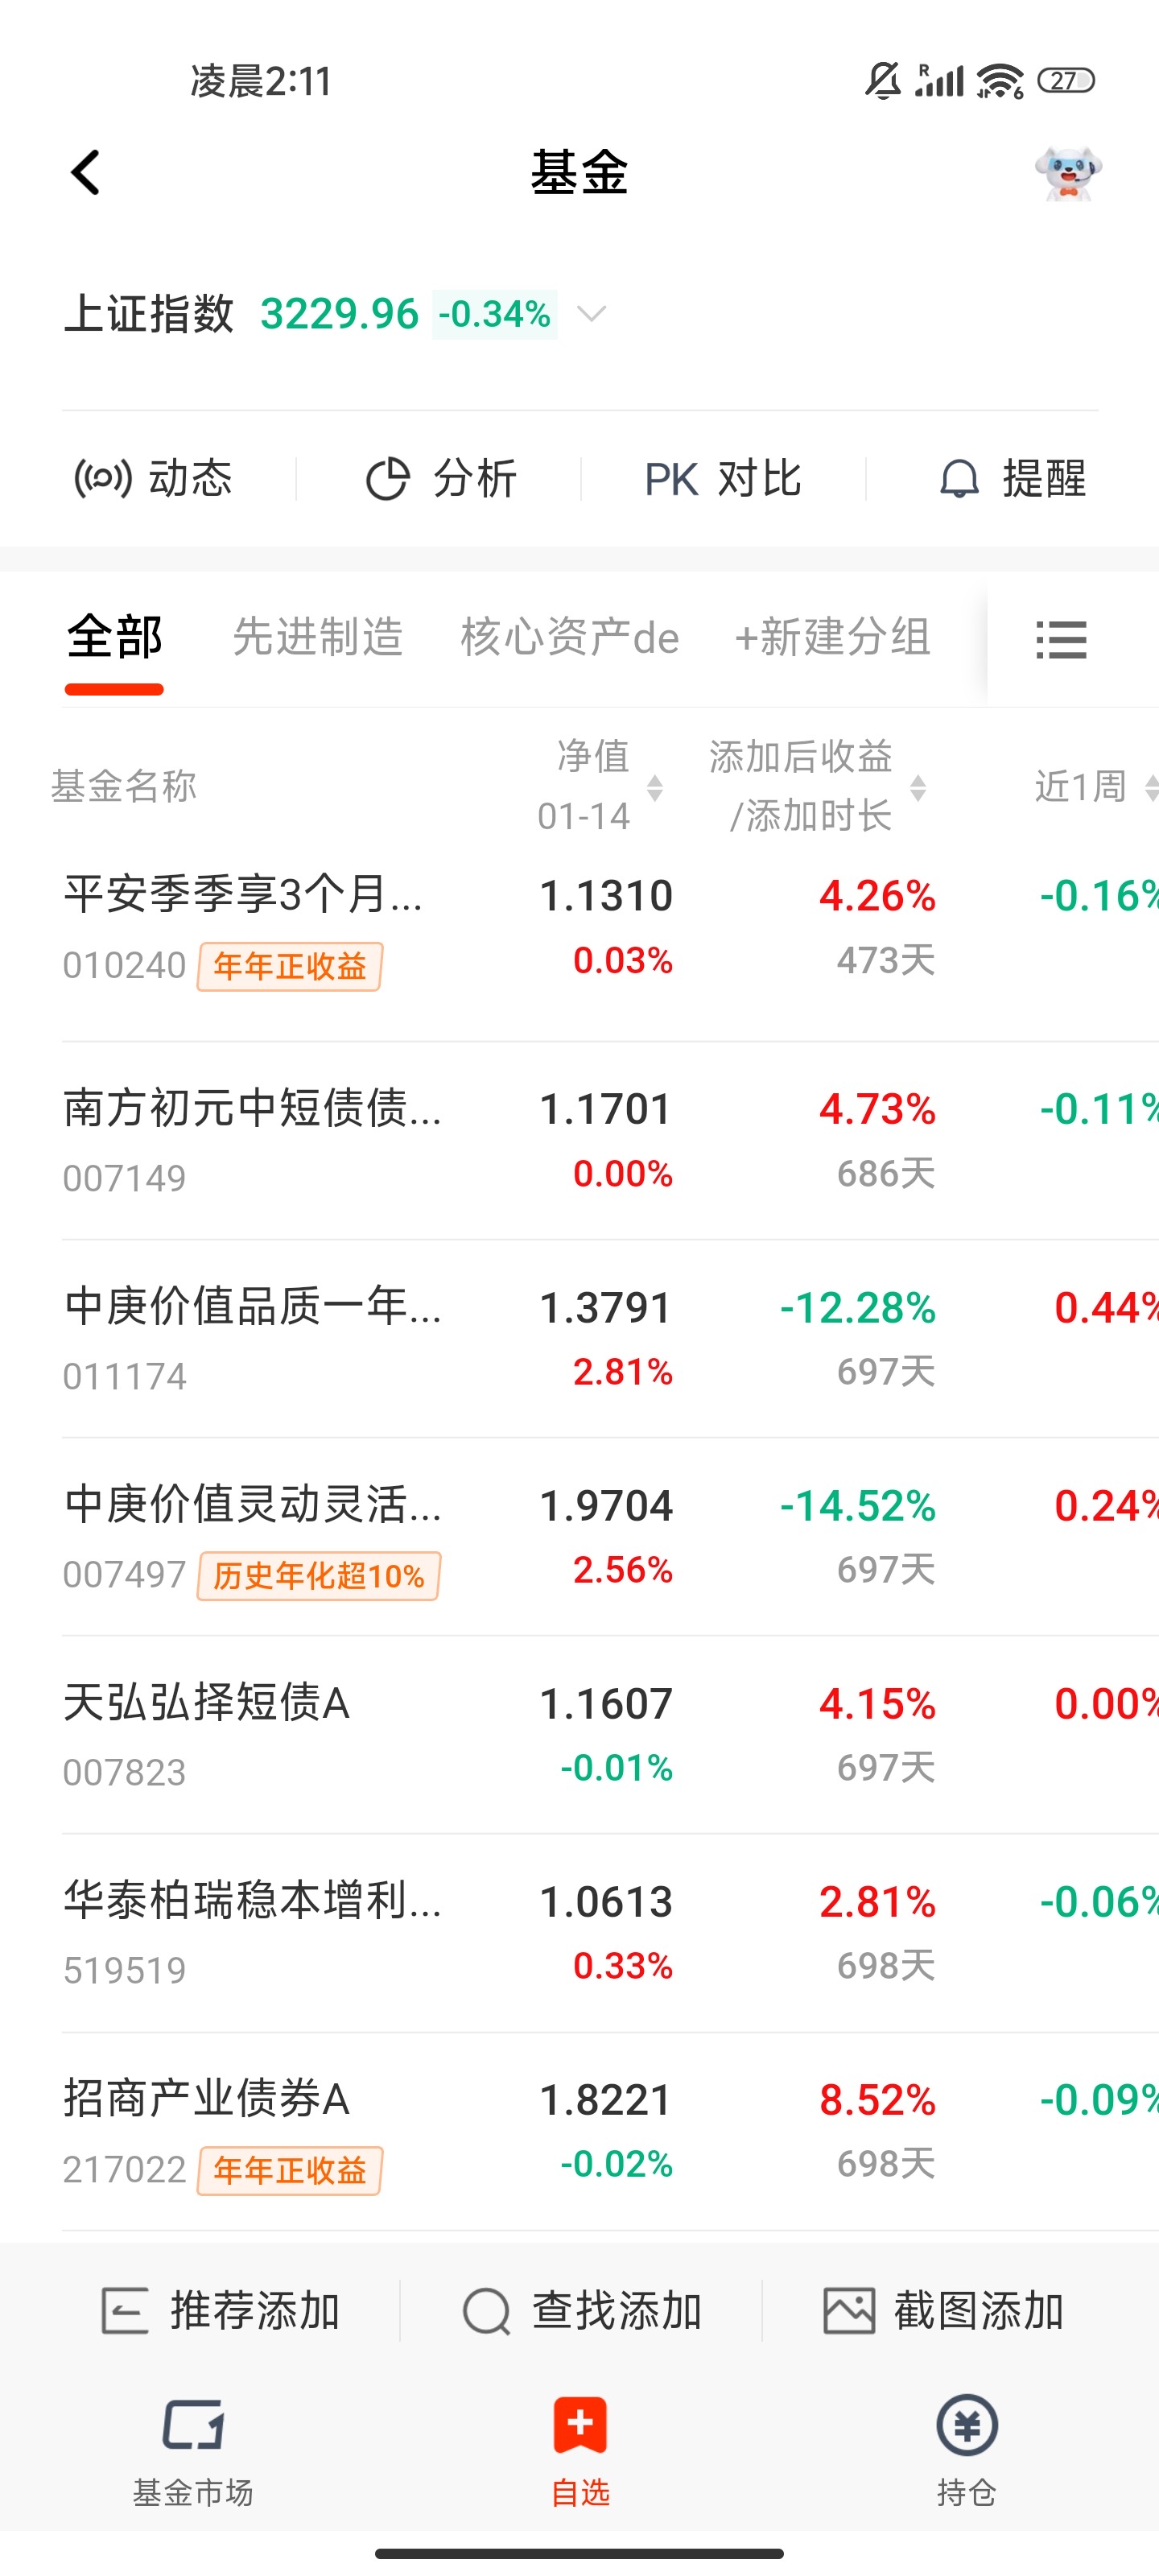 凌晨2:11
R
6
27
基金
上证指数 3229.96 -0.34%
动态 分析 PK 对比 提醒
全部 先进制造 核心资产de +新建分组
基金名称 净值 01-14 添加后收益 /添加时长 近1周
平安季季享3个月... 1.1310 4.26% -0.16%
010240 年年正收益 0.03% 473天
南方初元中短债债... 1.1701 4.73% -0.11%
007149 0.00% 686天
中庚价值品质一年... 1.3791 -12.28% 0.44%
011174 2.81% 697天
中庚价值灵动灵活... 1.9704 -14.52% 0.24%
007497 历史年化超10% 2.56% 697天
天弘弘择短债A 1.1607 4.15% 0.00%
007823 -0.01% 697天
华泰柏瑞稳本增利... 1.0613 2.81% -0.06%
519519 0.33% 698天
招商产业债券A 1.8221 8.52% -0.09%
217022 年年正收益 -0.02% 698天
推荐添加 查找添加 截图添加
基金市场 自选 持仓